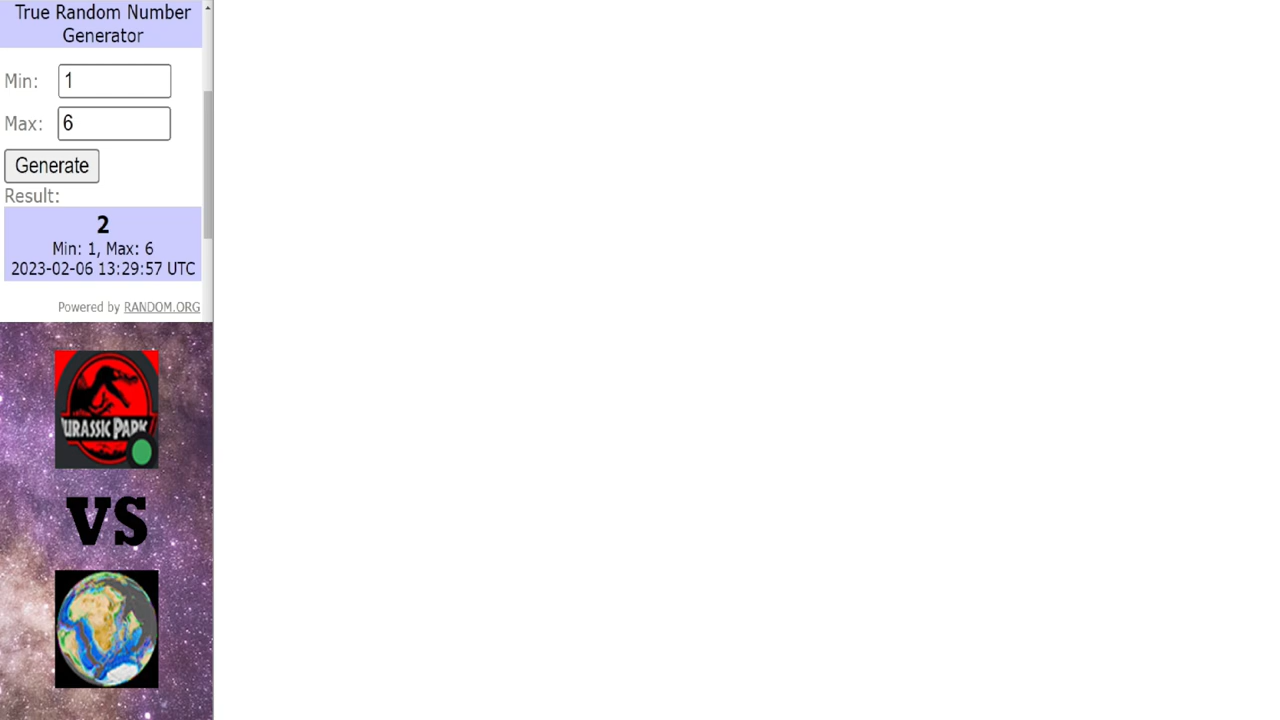 True Random Number
Generator
Min: 1
Max: 6
Generate
Result:
2
Min: 1, Max: 6
2023-02-06 13:29:57 UTC
Powered by RANDOM.ORG
JURASSIC PARK
VS